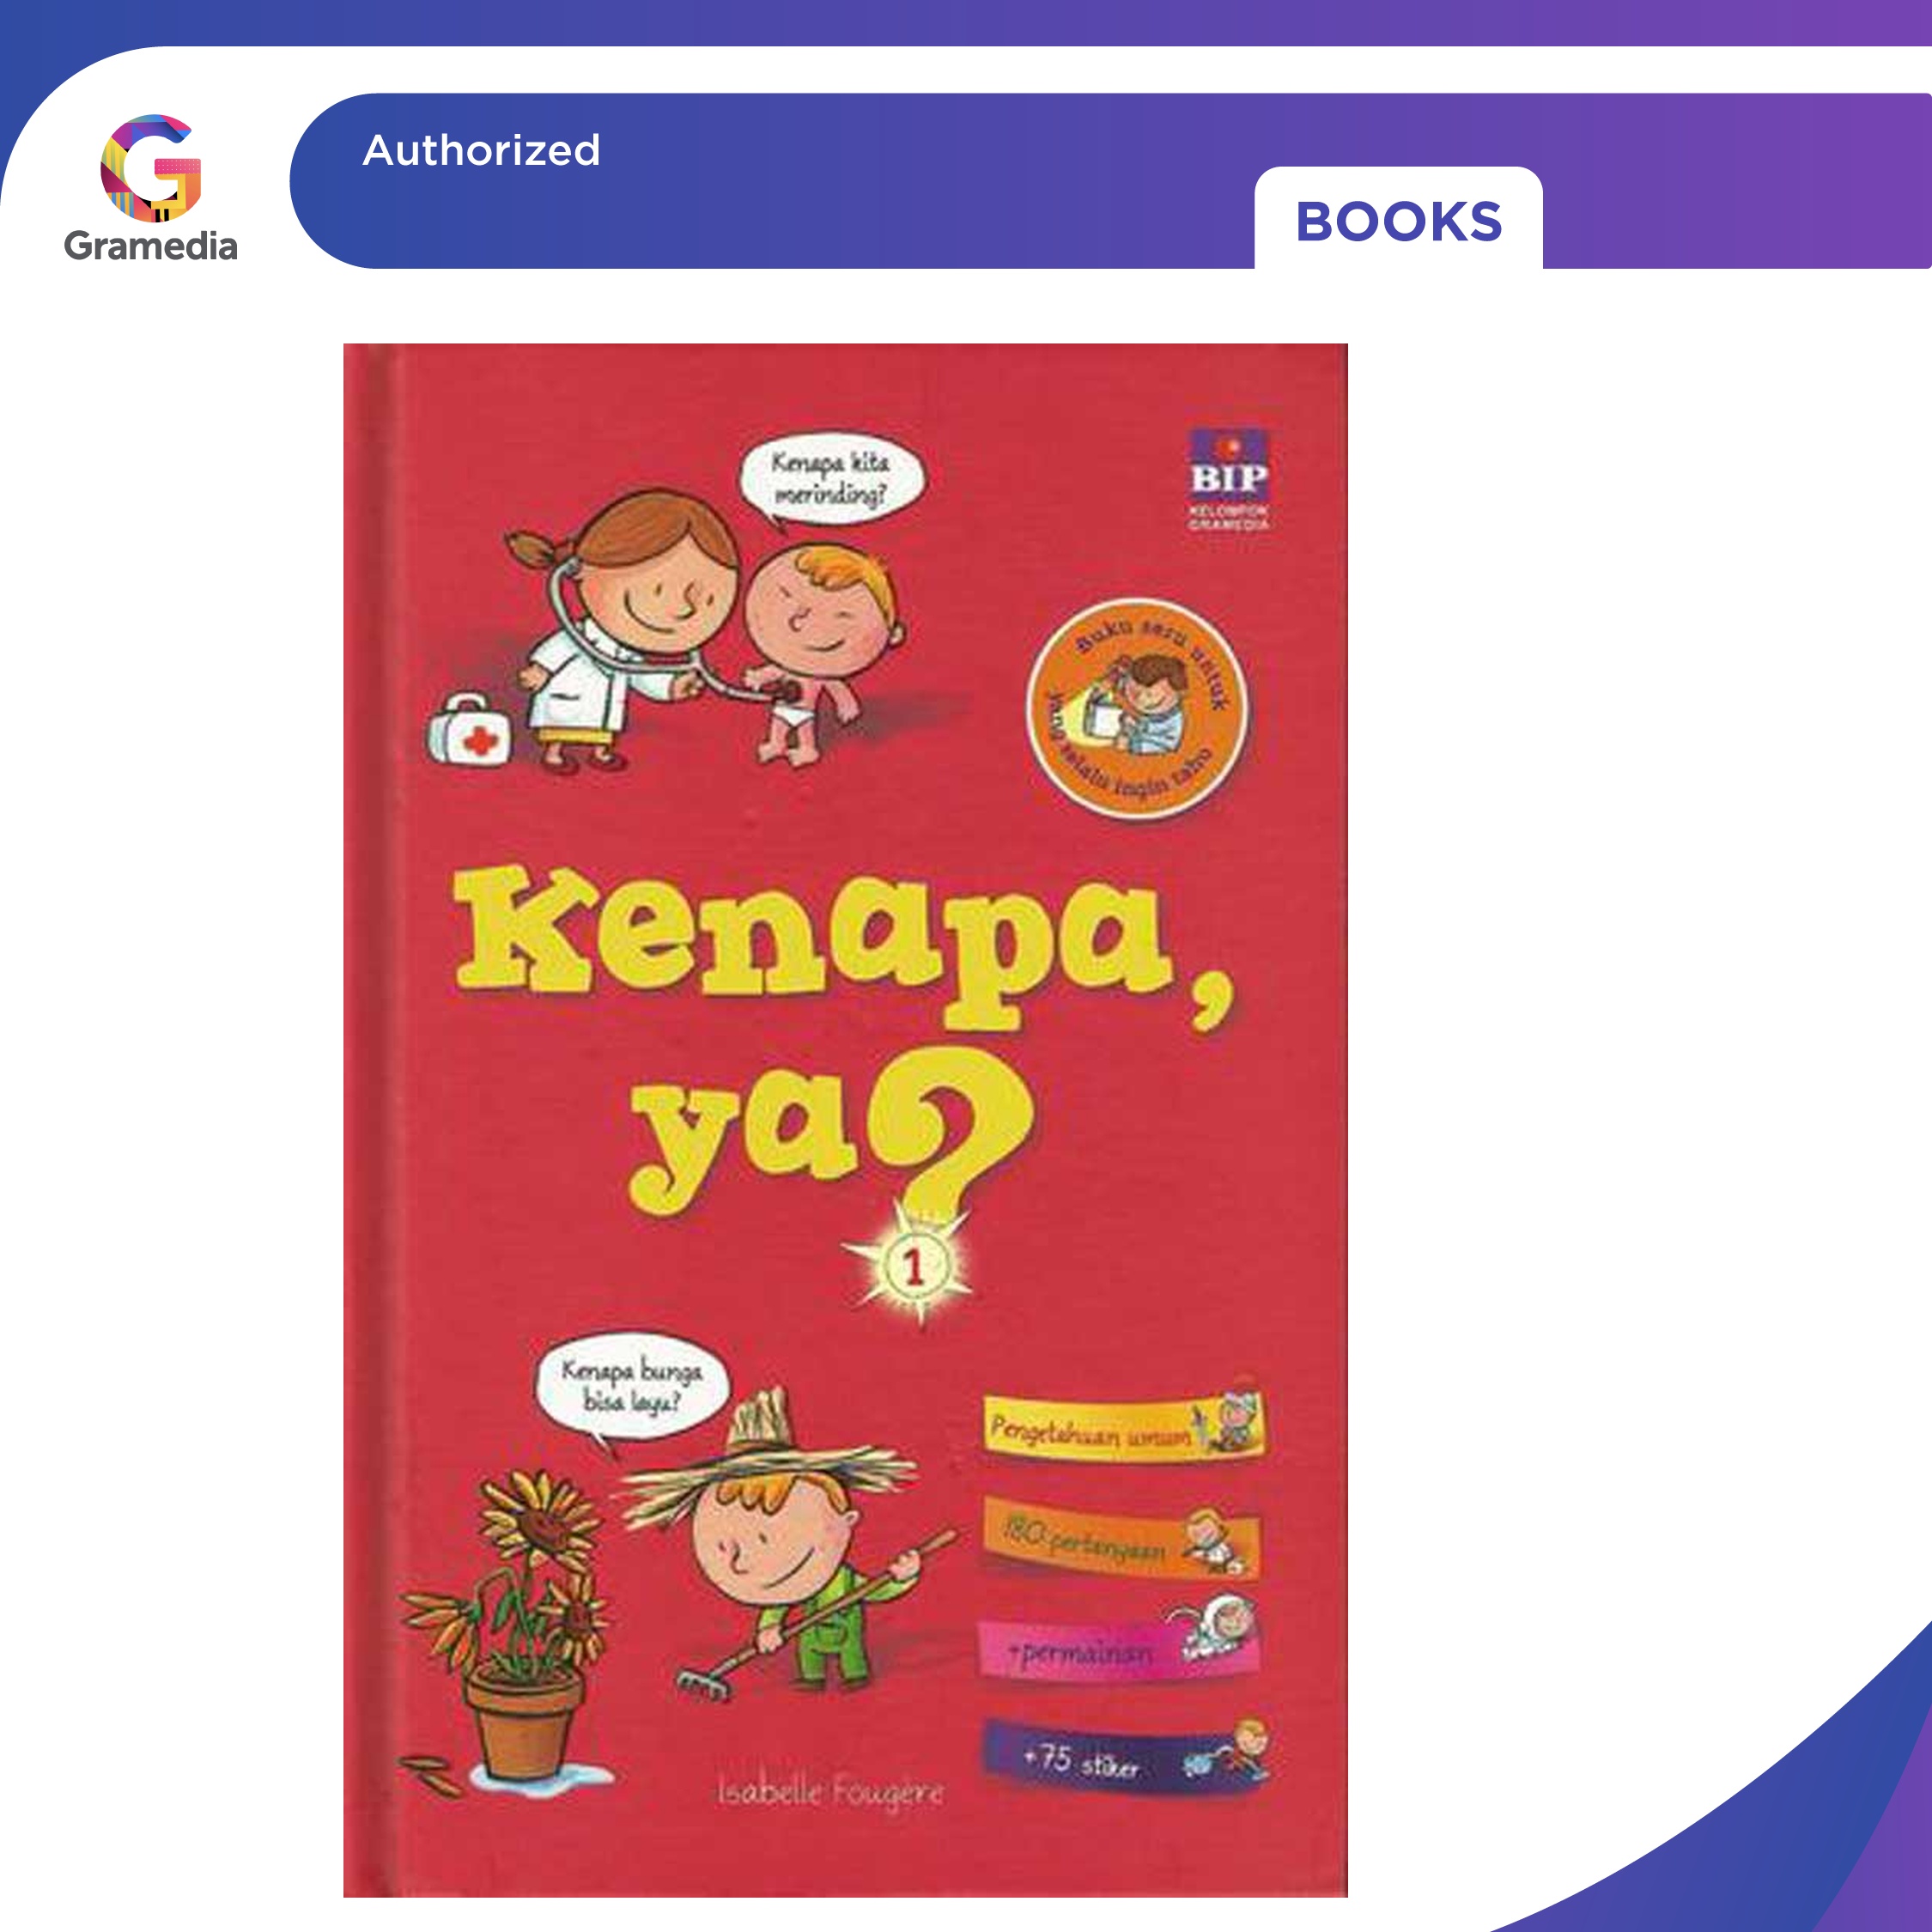 Authorized
Gramedia
BOOKS
Kenapa kita
merinding?
BIP
KELOMPOK
GRAMEDIA
Buku seru untuk
yang selalu ingin tahu
Kenapa,
ya?
1
Kenapa bunga
bisa layu?
Pengetahuan umum
180 pertanyaan
+permainan
+75 stiker
Isabelle Fougère